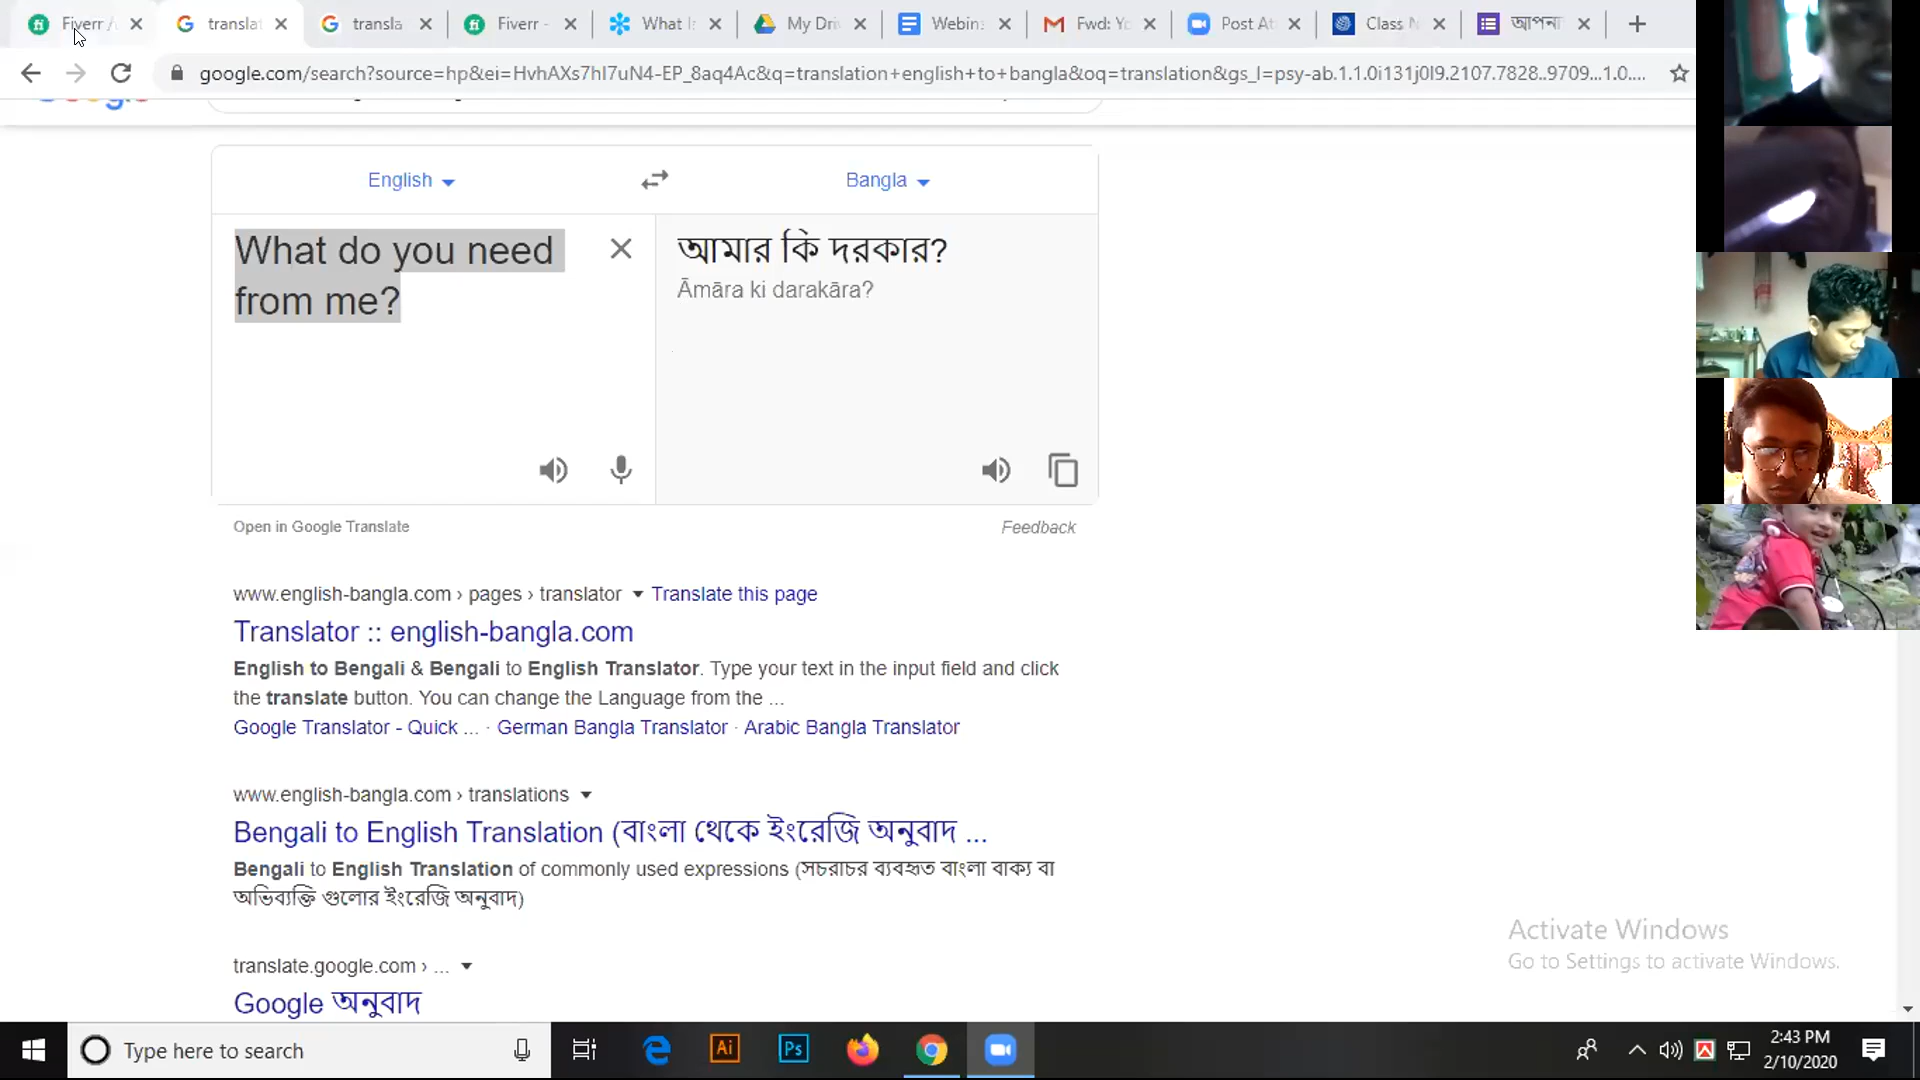 Fiverr /
translat
transla
Fiverr -
What I
My Dri
Webin
Fwd: Yo
Post At
Class N
আপনা
google.com/search?source=hp&ei=HvhAXs7hI7uN4-EP_8aq4Ac&q=translation+english+to+bangla&oq=translation&gs_l=psy-ab.1.1.0i131j0l9.2107.7828..9709...1.0....
English
Bangla
What do you need
from me?
আমার কি দরকার?
Āmāra ki darakāra?
Open in Google Translate
Feedback
www.english-bangla.com › pages › translator Translate this page
Translator :: english-bangla.com
English to Bengali & Bengali to English Translator. Type your text in the input field and click
the translate button. You can change the Language from the ...
Google Translator - Quick ... · German Bangla Translator · Arabic Bangla Translator
www.english-bangla.com › translations
Bengali to English Translation (বাংলা থেকে ইংরেজি অনুবাদ ...
Bengali to English Translation of commonly used expressions (সচরাচর ব্যবহৃত বাংলা বাক্য বা
অভিব্যক্তি গুলোর ইংরেজি অনুবাদ)
translate.google.com › ...
Google অনুবাদ
Activate Windows
Go to Settings to activate Windows.
Type here to search
Ai
Ps
2:43 PM
2/10/2020